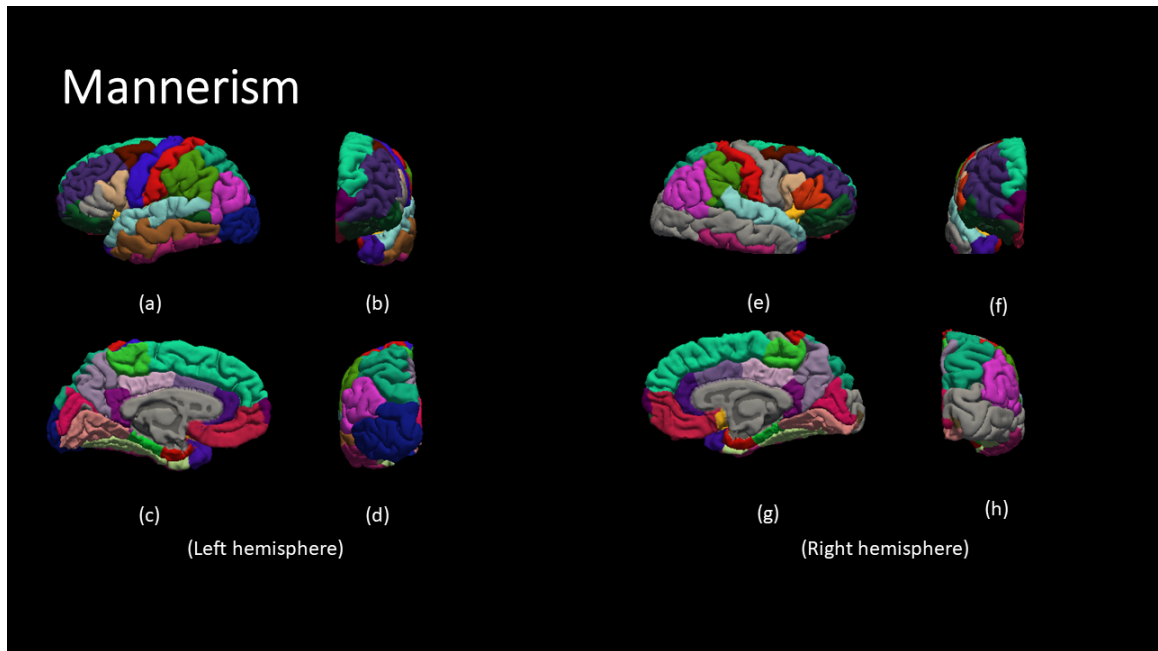 Mannerism
(a)
(b)
(e)
(f)
(c)
(d)
(g)
(h)
(Left hemisphere)
(Right hemisphere)